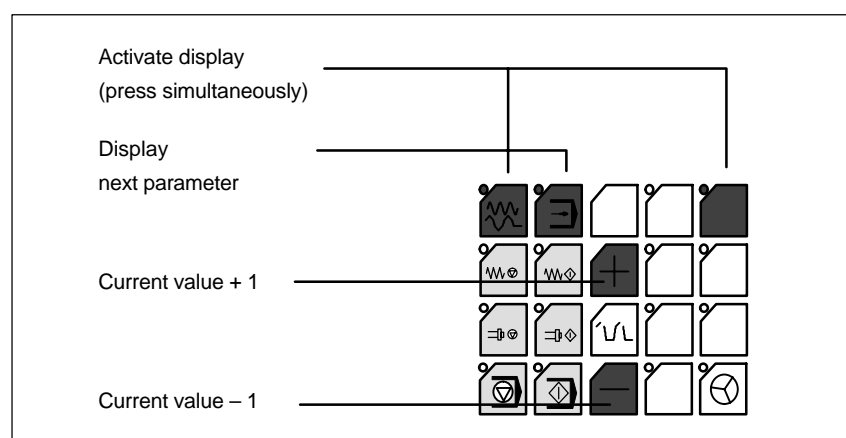 Activate display
(press simultaneously)
Display
next parameter
Current value + 1
Current value – 1